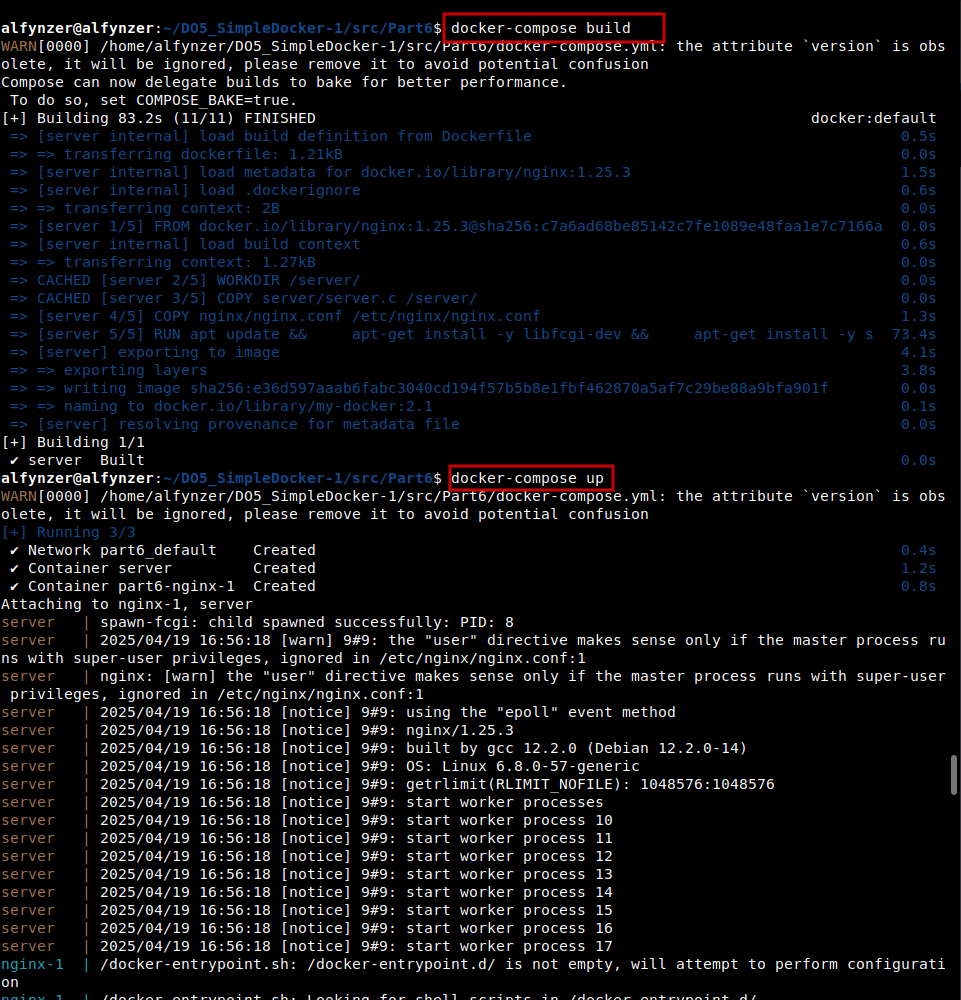 alfynzer@alfynzer:~/DO5_SimpleDocker-1/src/Part6$ docker-compose build
WARN[0000] /home/alfynzer/DO5_SimpleDocker-1/src/Part6/docker-compose.yml: the attribute `version` is obs
olete, it will be ignored, please remove it to avoid potential confusion
Compose can now delegate builds to bake for better performance.
 To do so, set COMPOSE_BAKE=true.
[+] Building 83.2s (11/11) FINISHED docker:default
 => [server internal] load build definition from Dockerfile 0.5s
 => => transferring dockerfile: 1.21kB 0.0s
 => [server internal] load metadata for docker.io/library/nginx:1.25.3 1.5s
 => [server internal] load .dockerignore 0.6s
 => => transferring context: 2B 0.0s
 => [server 1/5] FROM docker.io/library/nginx:1.25.3@sha256:c7a6ad68be85142c7fe1089e48faa1e7c7166a 0.0s
 => [server internal] load build context 0.6s
 => => transferring context: 1.27kB 0.0s
 => CACHED [server 2/5] WORKDIR /server/ 0.0s
 => CACHED [server 3/5] COPY server/server.c /server/ 0.0s
 => [server 4/5] COPY nginx/nginx.conf /etc/nginx/nginx.conf 1.3s
 => [server 5/5] RUN apt update &&     apt-get install -y libfcgi-dev &&     apt-get install -y s 73.4s
 => [server] exporting to image 4.1s
 => => exporting layers 3.8s
 => => writing image sha256:e36d597aaab6fabc3040cd194f57b5b8e1fbf462870a5af7c29be88a9bfa901f 0.0s
 => => naming to docker.io/library/my-docker:2.1 0.1s
 => [server] resolving provenance for metadata file 0.0s
[+] Building 1/1
 ✔ server  Built 0.0s
alfynzer@alfynzer:~/DO5_SimpleDocker-1/src/Part6$ docker-compose up
WARN[0000] /home/alfynzer/DO5_SimpleDocker-1/src/Part6/docker-compose.yml: the attribute `version` is obs
olete, it will be ignored, please remove it to avoid potential confusion
[+] Running 3/3
 ✔ Network part6_default    Created 0.4s
 ✔ Container server         Created 1.2s
 ✔ Container part6-nginx-1  Created 0.8s
Attaching to nginx-1, server
server   | spawn-fcgi: child spawned successfully: PID: 8
server   | 2025/04/19 16:56:18 [warn] 9#9: the "user" directive makes sense only if the master process ru
ns with super-user privileges, ignored in /etc/nginx/nginx.conf:1
server   | nginx: [warn] the "user" directive makes sense only if the master process runs with super-user
 privileges, ignored in /etc/nginx/nginx.conf:1
server   | 2025/04/19 16:56:18 [notice] 9#9: using the "epoll" event method
server   | 2025/04/19 16:56:18 [notice] 9#9: nginx/1.25.3
server   | 2025/04/19 16:56:18 [notice] 9#9: built by gcc 12.2.0 (Debian 12.2.0-14)
server   | 2025/04/19 16:56:18 [notice] 9#9: OS: Linux 6.8.0-57-generic
server   | 2025/04/19 16:56:18 [notice] 9#9: getrlimit(RLIMIT_NOFILE): 1048576:1048576
server   | 2025/04/19 16:56:18 [notice] 9#9: start worker processes
server   | 2025/04/19 16:56:18 [notice] 9#9: start worker process 10
server   | 2025/04/19 16:56:18 [notice] 9#9: start worker process 11
server   | 2025/04/19 16:56:18 [notice] 9#9: start worker process 12
server   | 2025/04/19 16:56:18 [notice] 9#9: start worker process 13
server   | 2025/04/19 16:56:18 [notice] 9#9: start worker process 14
server   | 2025/04/19 16:56:18 [notice] 9#9: start worker process 15
server   | 2025/04/19 16:56:18 [notice] 9#9: start worker process 16
server   | 2025/04/19 16:56:18 [notice] 9#9: start worker process 17
nginx-1  | /docker-entrypoint.sh: /docker-entrypoint.d/ is not empty, will attempt to perform configurati
on
nginx-1  | /docker-entrypoint.sh: Looking for shell scripts in /docker-entrypoint.d/